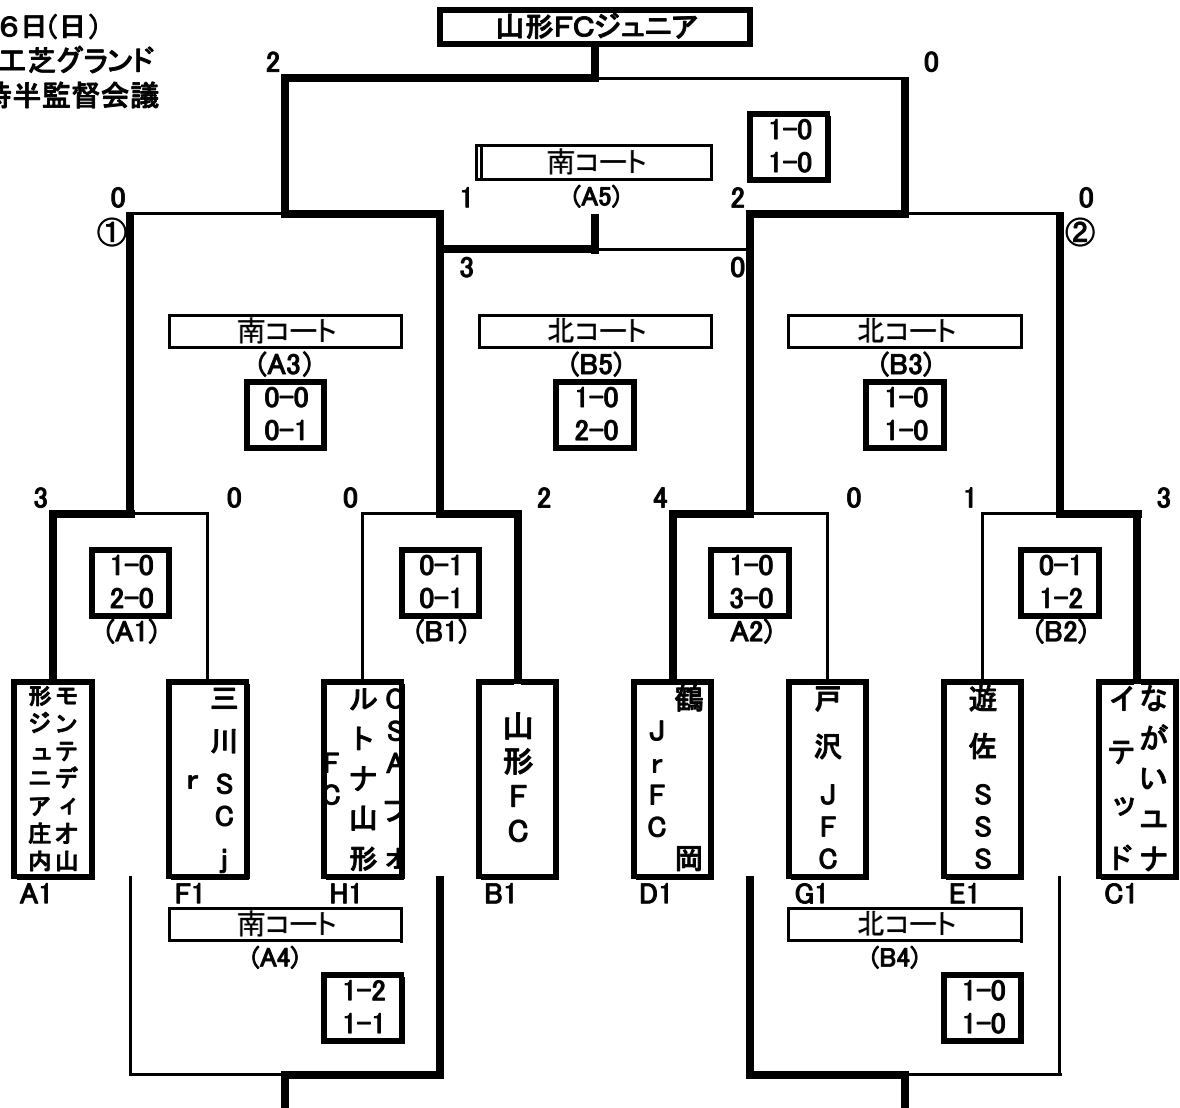 6日(日)
山形FCジュニア
工芝グランド
時半監督会議
2
0
1-0
1-0
南コート
(A5)
0
1
2
0
①
②
3
0
南コート
北コート
北コート
(A3)
(B5)
(B3)
0-0
0-1
1-0
2-0
1-0
1-0
3
0
0
2
4
0
1
3
1-0
2-0
(A1)
0-1
0-1
(B1)
1-0
3-0
A2)
0-1
1-2
(B2)
モンテディオ山
形ジュニア庄内
三川SCj
r
CSAフォ
ルトナ山形
FC
山形FC
鶴岡
JrFC
戸沢JFC
遊佐SSS
ながいユナ
イテッド
A1
F1
H1
B1
D1
G1
E1
C1
南コート
北コート
(A4)
(B4)
1-2
1-1
1-0
1-0